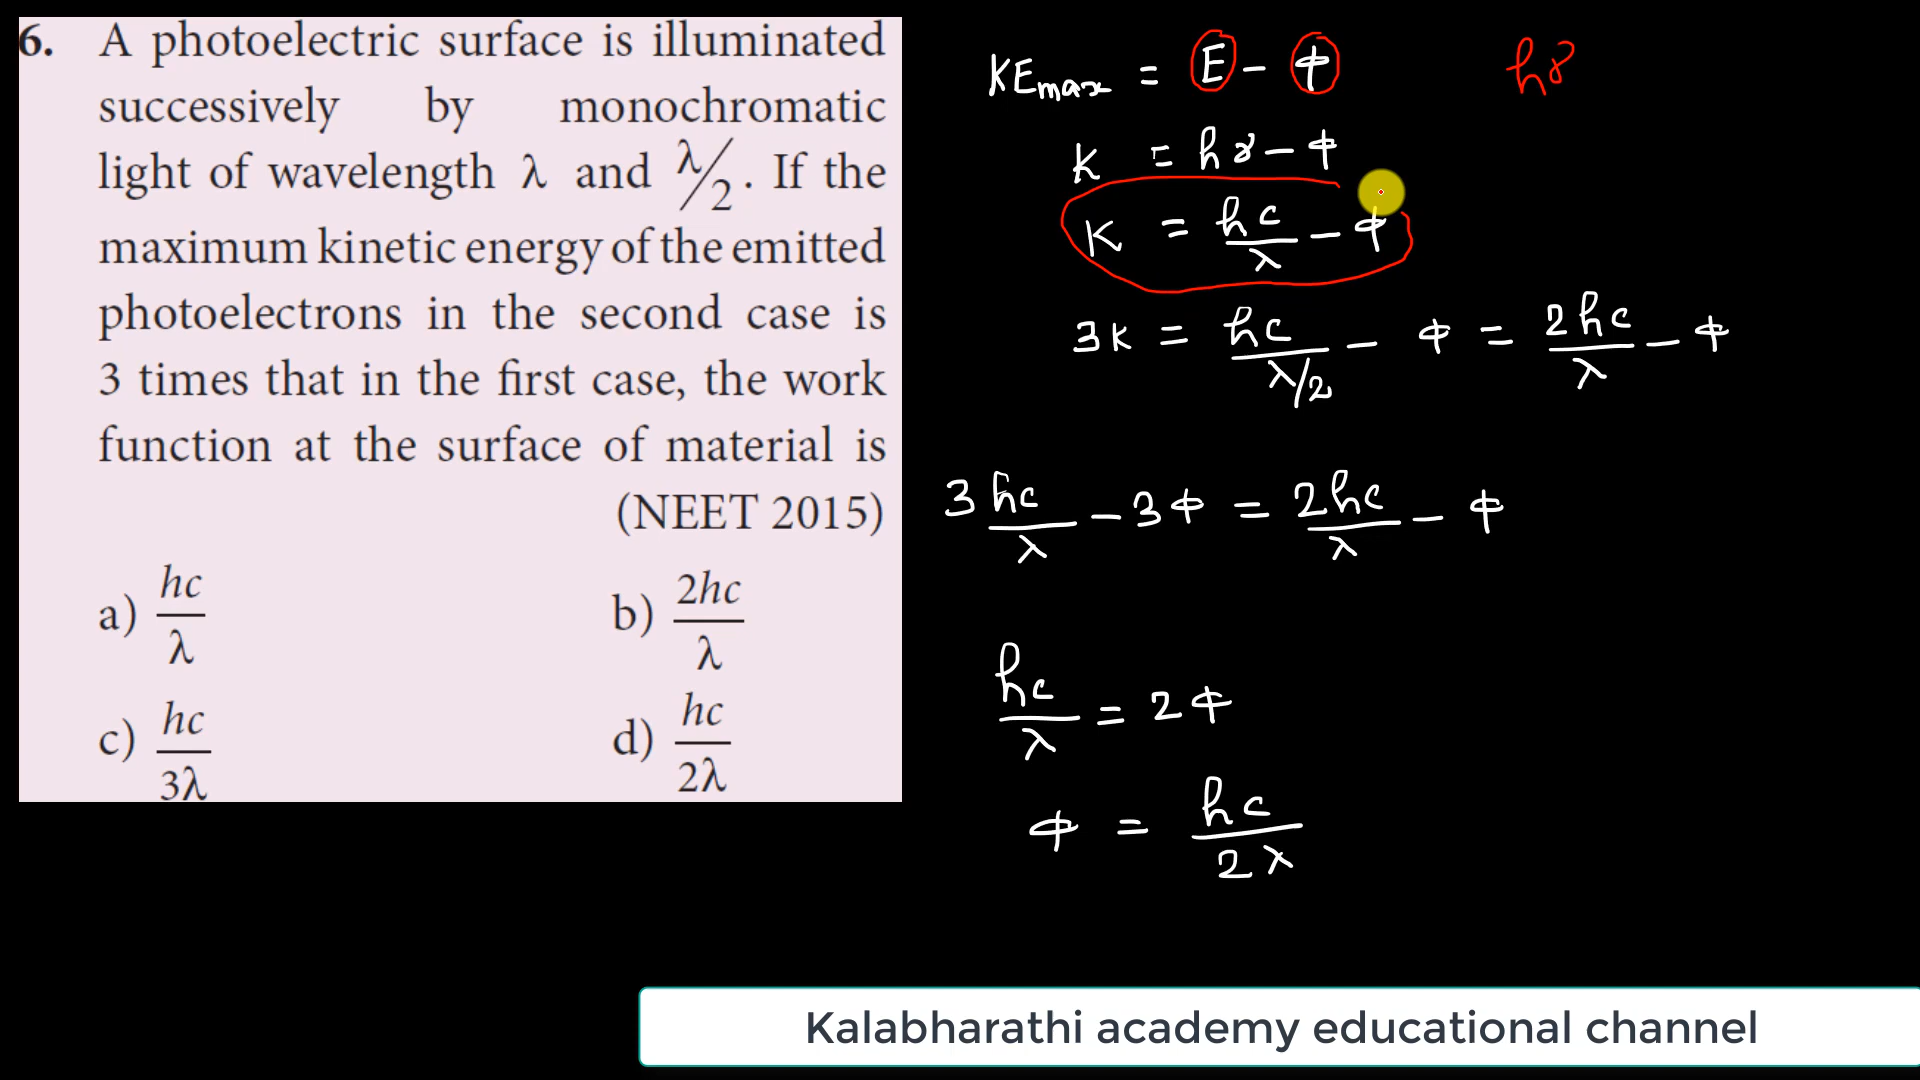 6. A photoelectric surface is illuminated
successively by monochromatic
light of wavelength λ and λ/2. If the
maximum kinetic energy of the emitted
photoelectrons in the second case is
3 times that in the first case, the work
function at the surface of material is
(NEET 2015)
a) hc/λ b) 2hc/λ
c) hc/3λ d) hc/2λ
KEmax = E - φ
hγ
K = hγ - φ
K = hc/λ - φ
3K = hc/λ/2 - φ = 2hc/λ - φ
3hc/λ - 3φ = 2hc/λ - φ
hc/λ = 2φ
φ = hc/2λ
Kalabharathi academy educational channel